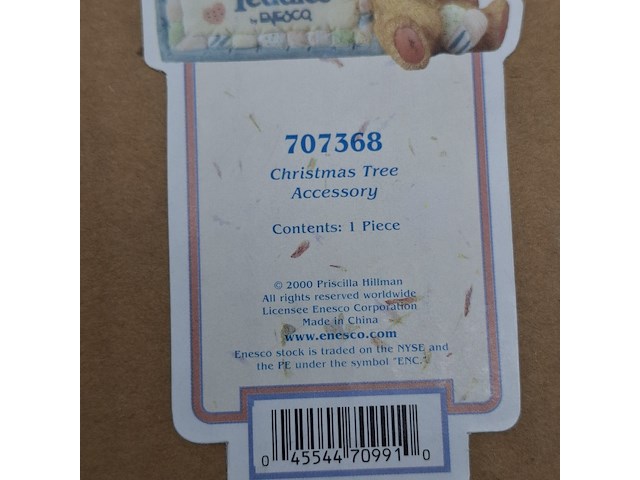 by ENESCO
707368
Christmas Tree
Accessory
Contents: 1 Piece
© 2000 Priscilla Hillman
All rights reserved worldwide
Licensee Enesco Corporation
Made in China
www.enesco.com
Enesco stock is traded on the NYSE and
the PE under the symbol "ENC."
0 45544 70991 0